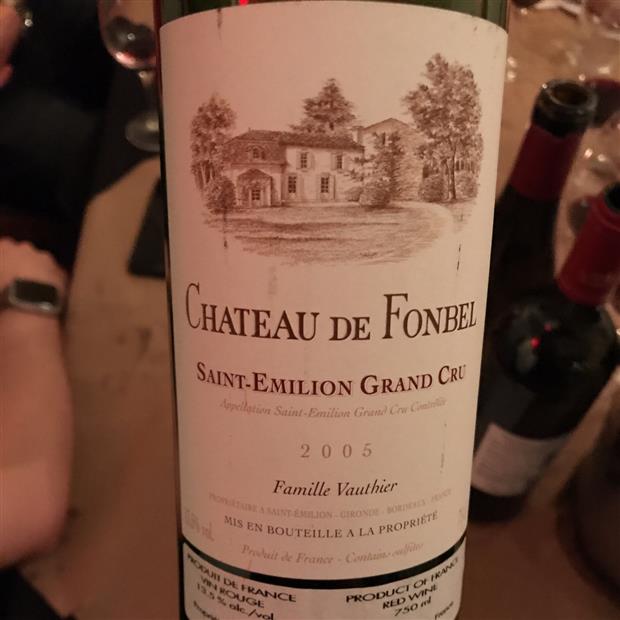 CHATEAU DE FONBEL
SAINT-EMILION GRAND CRU
Appellation Saint-Emilion Grand Cru Contrôlée
2005
Famille Vauthier
PROPRIÉTAIRE A SAINT-ÉMILION - GIRONDE - BORDEAUX - FRANCE
MIS EN BOUTEILLE A LA PROPRIÉTÉ
Produit de France - Contains sulfites
PRODUIT DE FRANCE
VIN ROUGE
13.5% alc./vol
PRODUCT OF FRANCE
RED WINE
750 ml